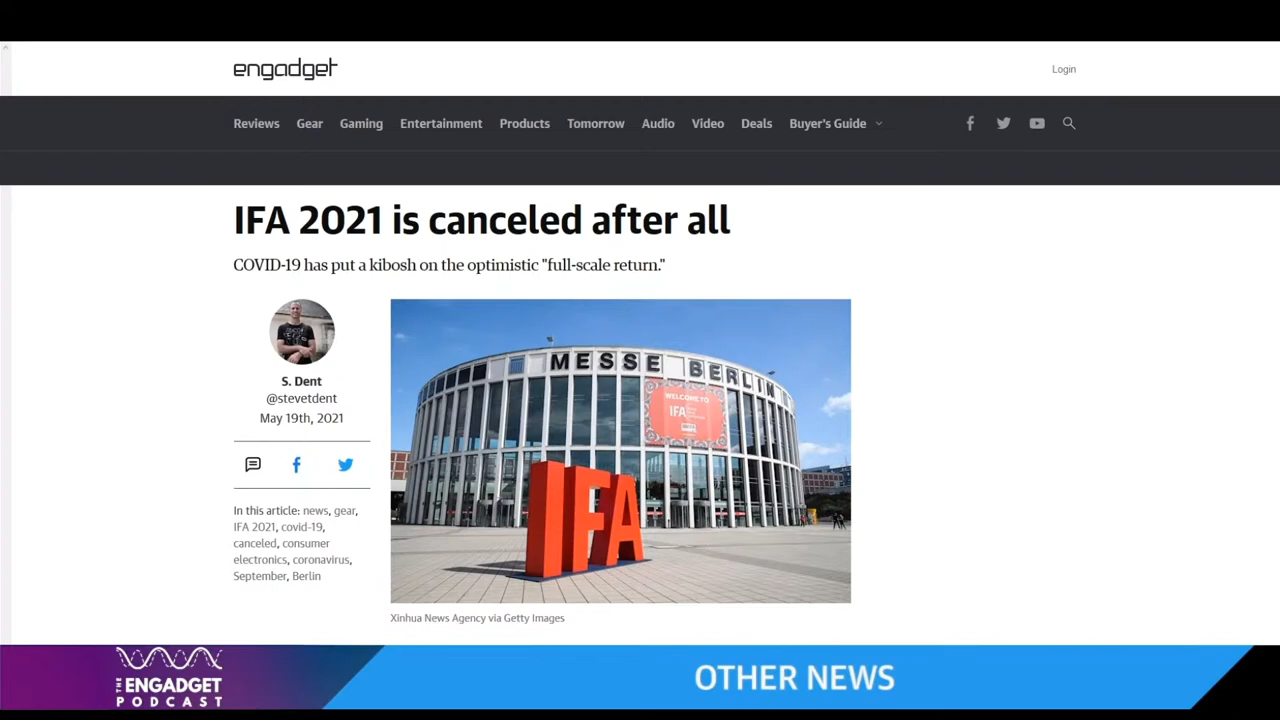 engadget
Login
Reviews Gear Gaming Entertainment Products Tomorrow Audio Video Deals Buyer's Guide
IFA 2021 is canceled after all
COVID-19 has put a kibosh on the optimistic "full-scale return."
S. Dent
@stevetdent
May 19th, 2021
In this article: news, gear,
IFA 2021, covid-19,
canceled, consumer
electronics, coronavirus,
September, Berlin
MESSE BERLIN
WELCOME TO
IFA
IFA
Xinhua News Agency via Getty Images
THE
ENGADGET
PODCAST
OTHER NEWS